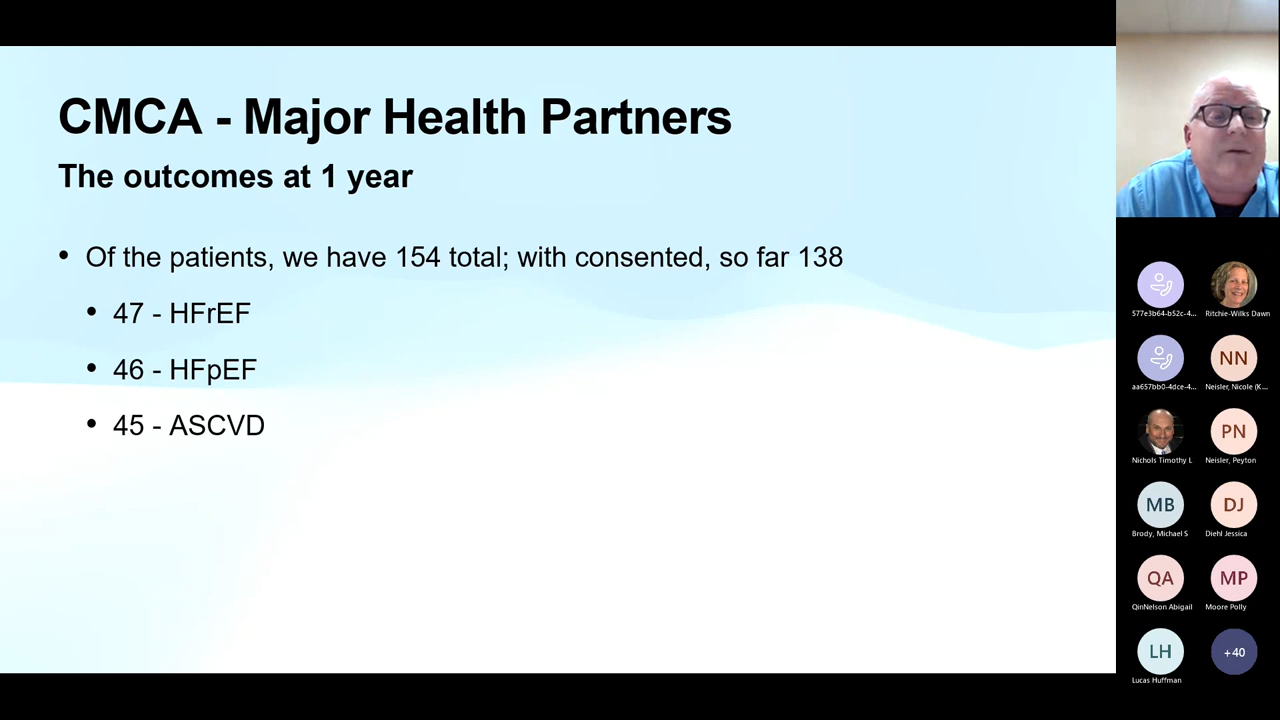 CMCA - Major Health Partners
The outcomes at 1 year
• Of the patients, we have 154 total; with consented, so far 138
• 47 - HFrEF
• 46 - HFpEF
• 45 - ASCVD
577e3b64-b52c-4...
Ritchie-Wilks Dawn
aa657bb0-4dce-4...
NN
Neisler, Nicole (K...
Nichols Timothy L
PN
Neisler, Peyton
MB
Brody, Michael S
DJ
Diehl Jessica
QA
QinNelson Abigail
MP
Moore Polly
LH
Lucas Huffman
+40